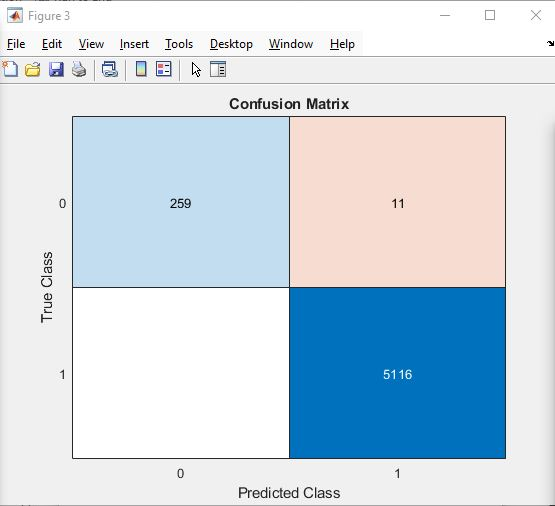 Figure 3
File Edit View Insert Tools Desktop Window Help
Confusion Matrix
0
259
11
True Class
1
5116
0
1
Predicted Class